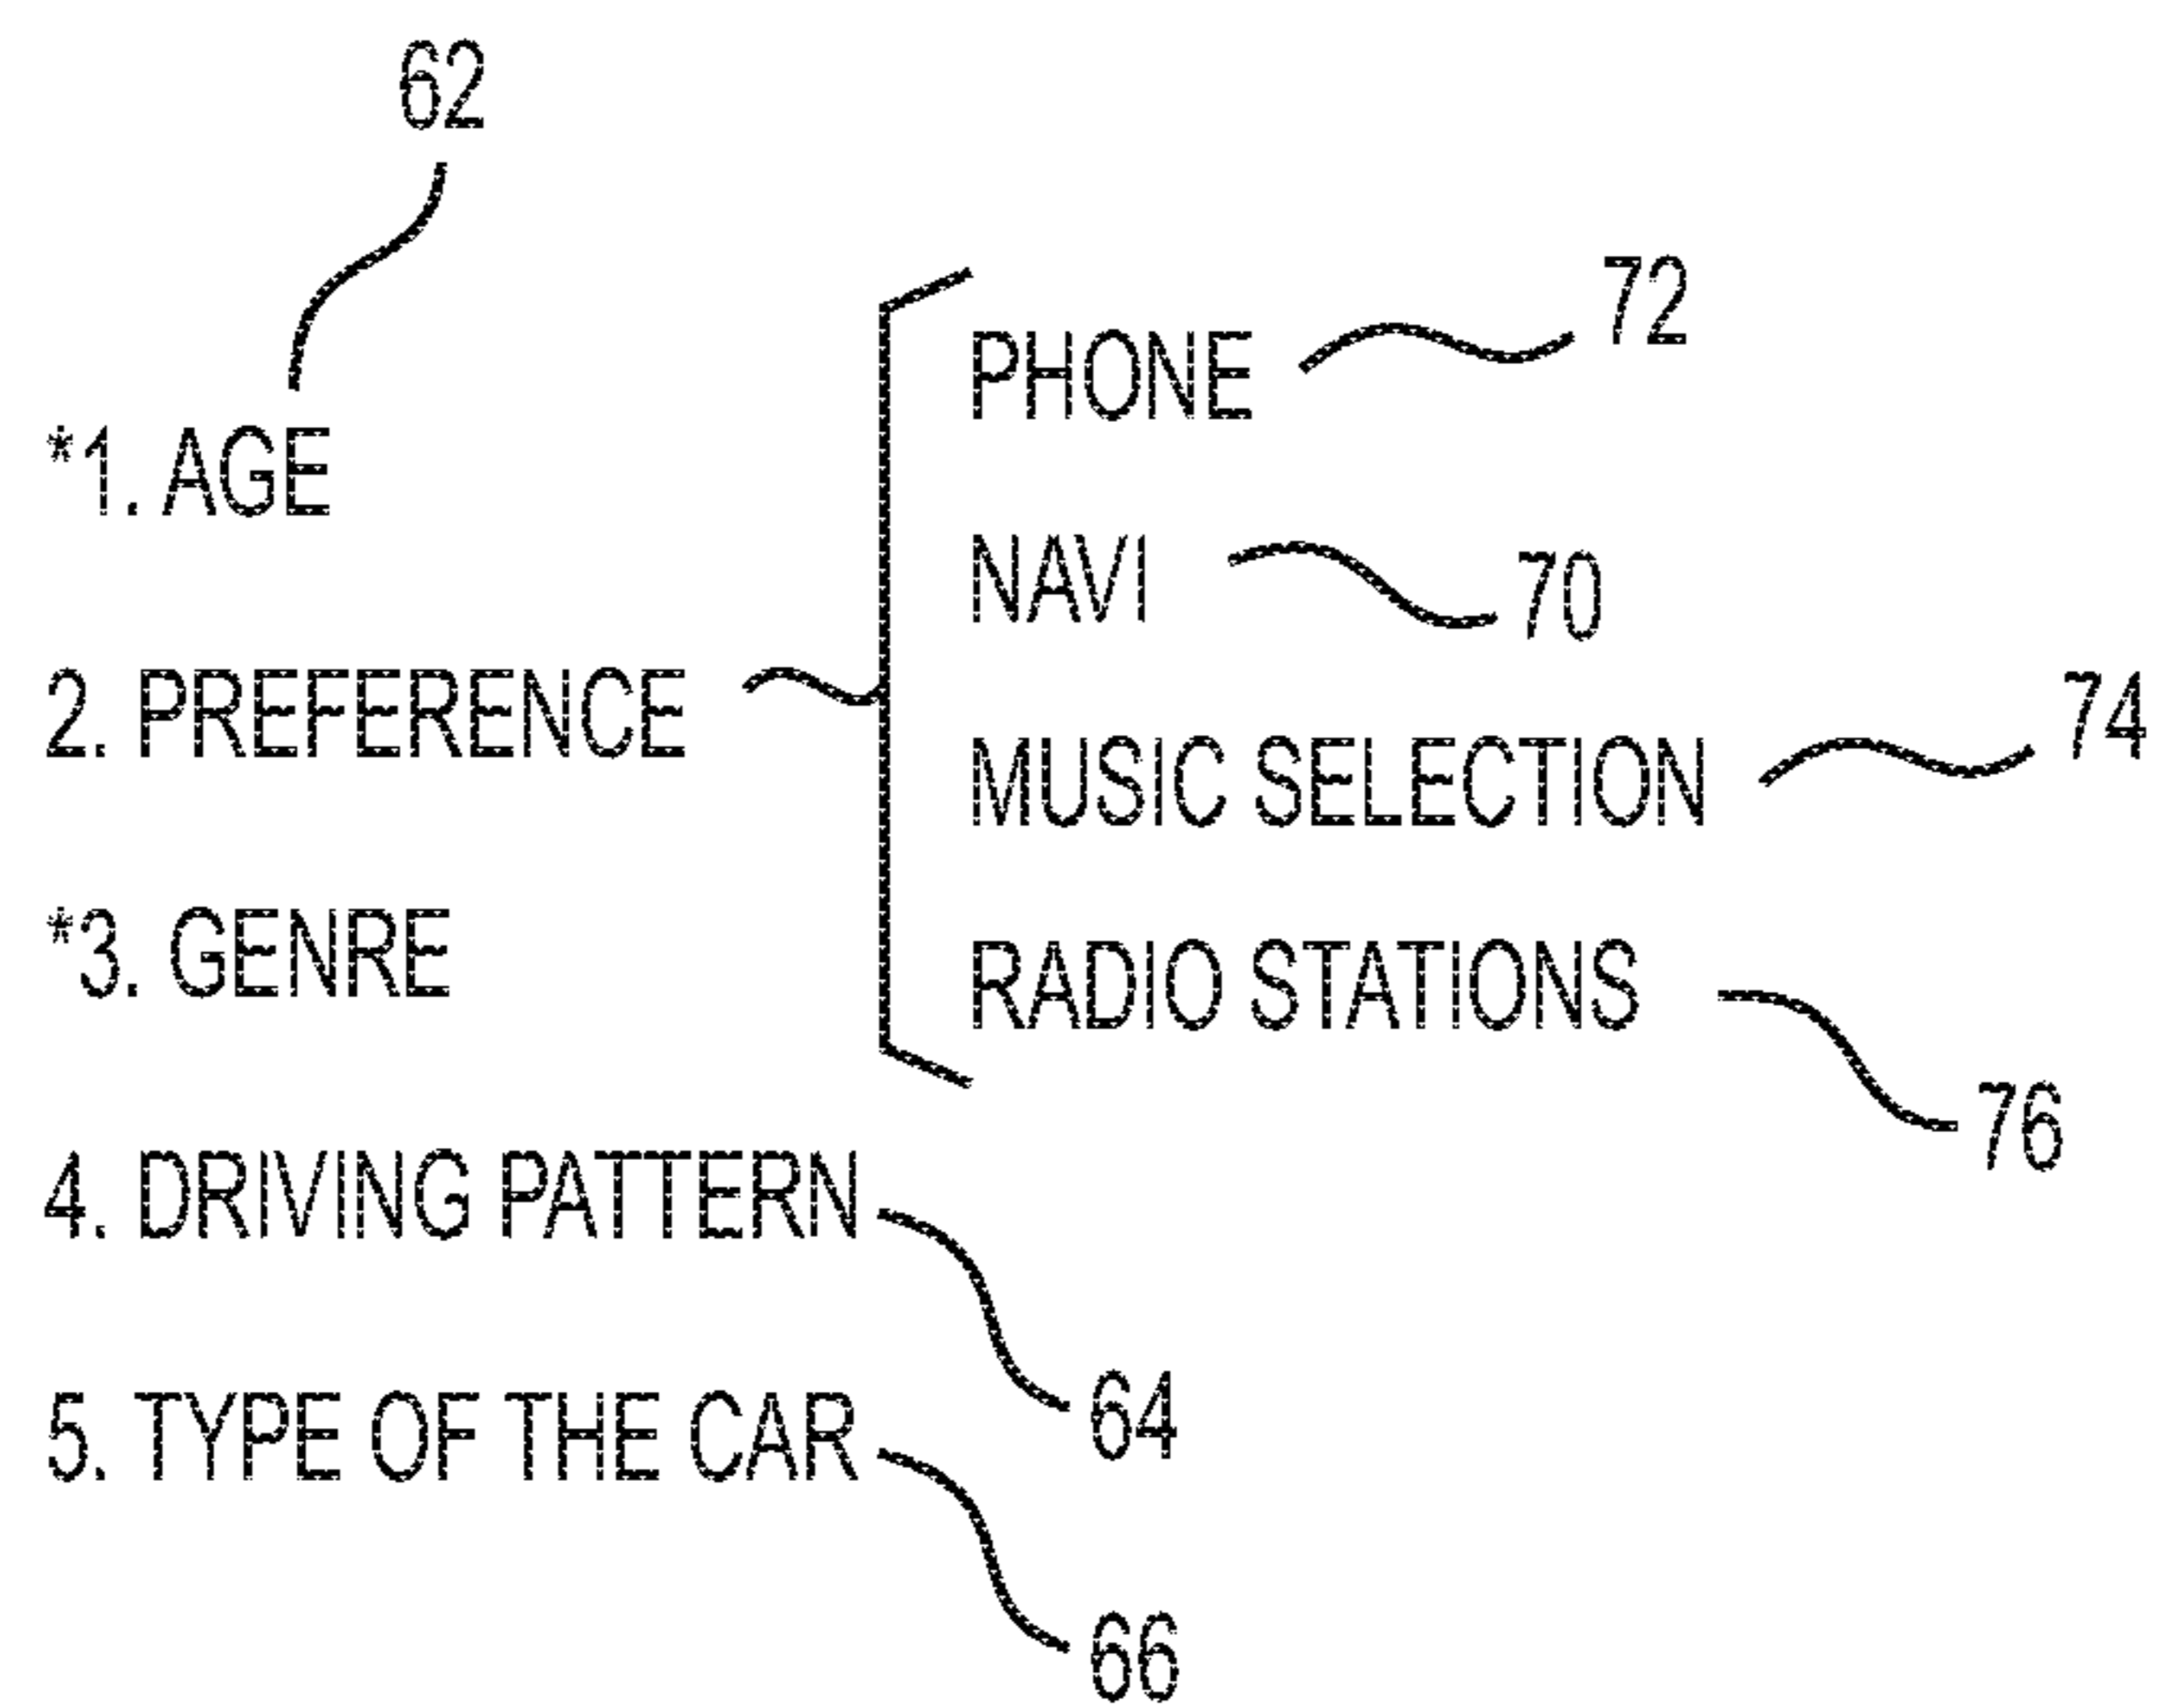 62
*1. AGE
2. PREFERENCE
*3. GENRE
4. DRIVING PATTERN
64
5. TYPE OF THE CAR
66
PHONE
72
NAVI
70
MUSIC SELECTION
74
RADIO STATIONS
76